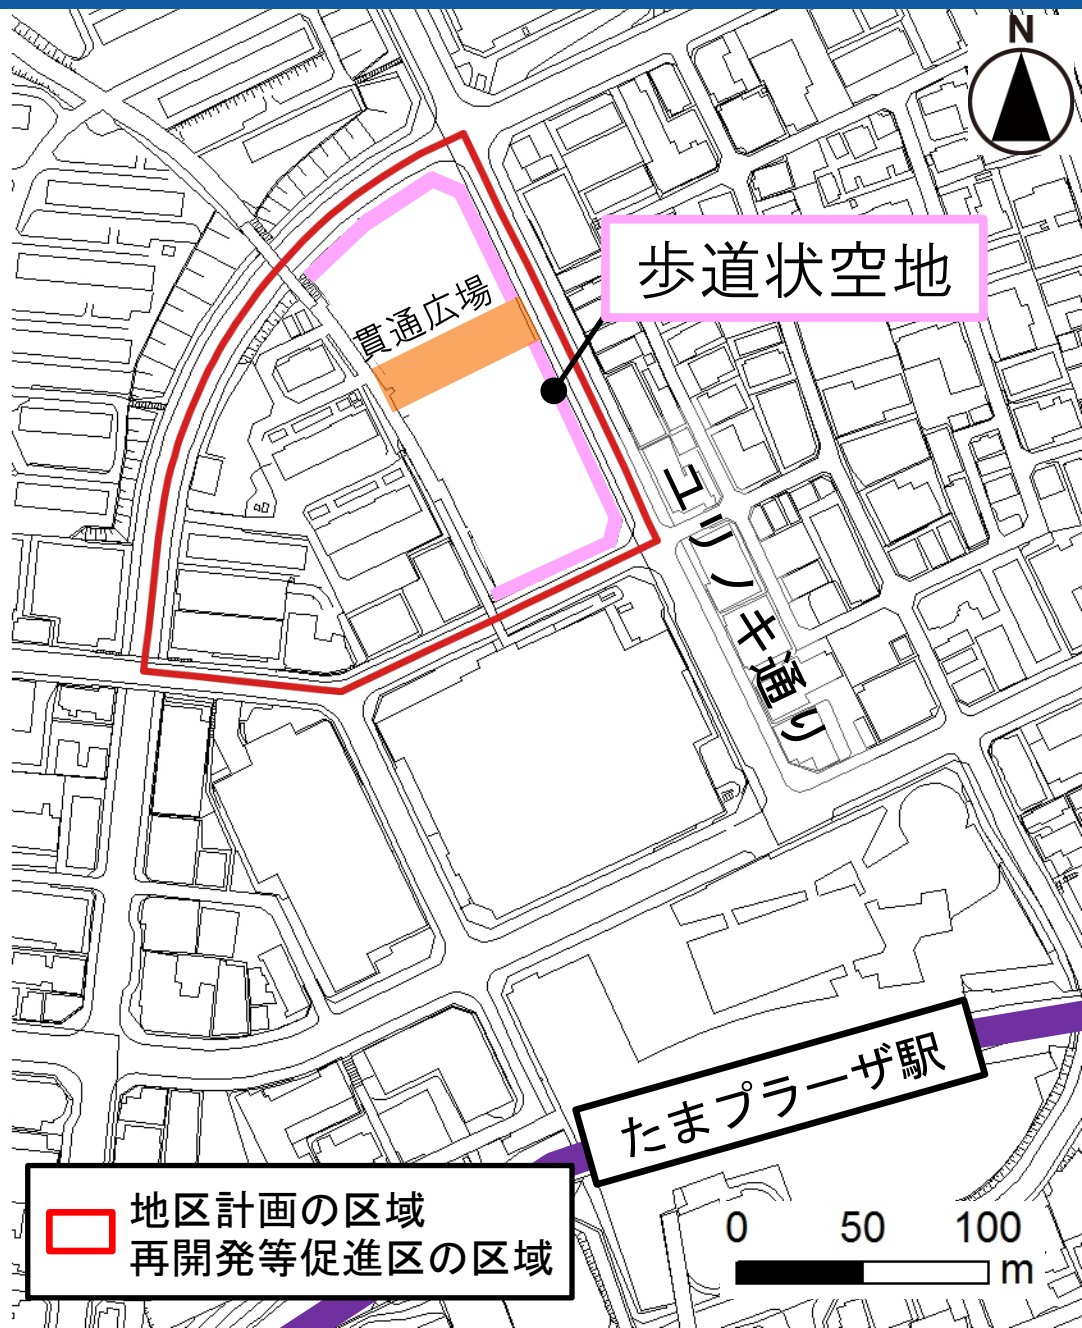 N
歩道状空地
貫通広場
ユリノキ通り
たまプラーザ駅
地区計画の区域
再開発等促進区の区域
0 50 100
m